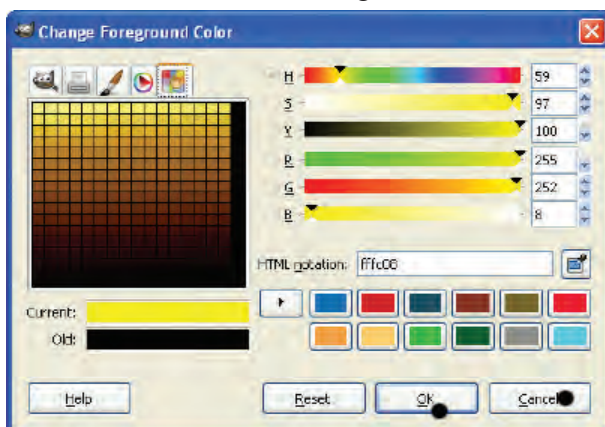 Change Foreground Color
H 59
S 97
V 100
R 255
G 252
B 8
HTML notation: fffc08
Current:
Old:
Help Reset OK Cancel